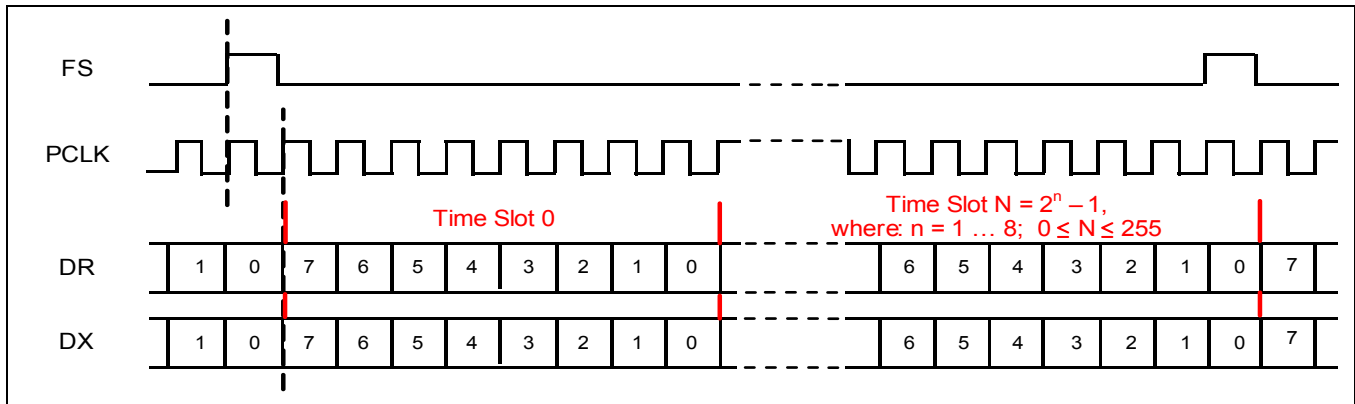 FS
PCLK
Time Slot 0
Time Slot N = 2ⁿ – 1,
where: n = 1 ... 8; 0 ≤ N ≤ 255
DR 1 0 7 6 5 4 3 2 1 0 6 5 4 3 2 1 0 7
DX 1 0 7 6 5 4 3 2 1 0 6 5 4 3 2 1 0 7